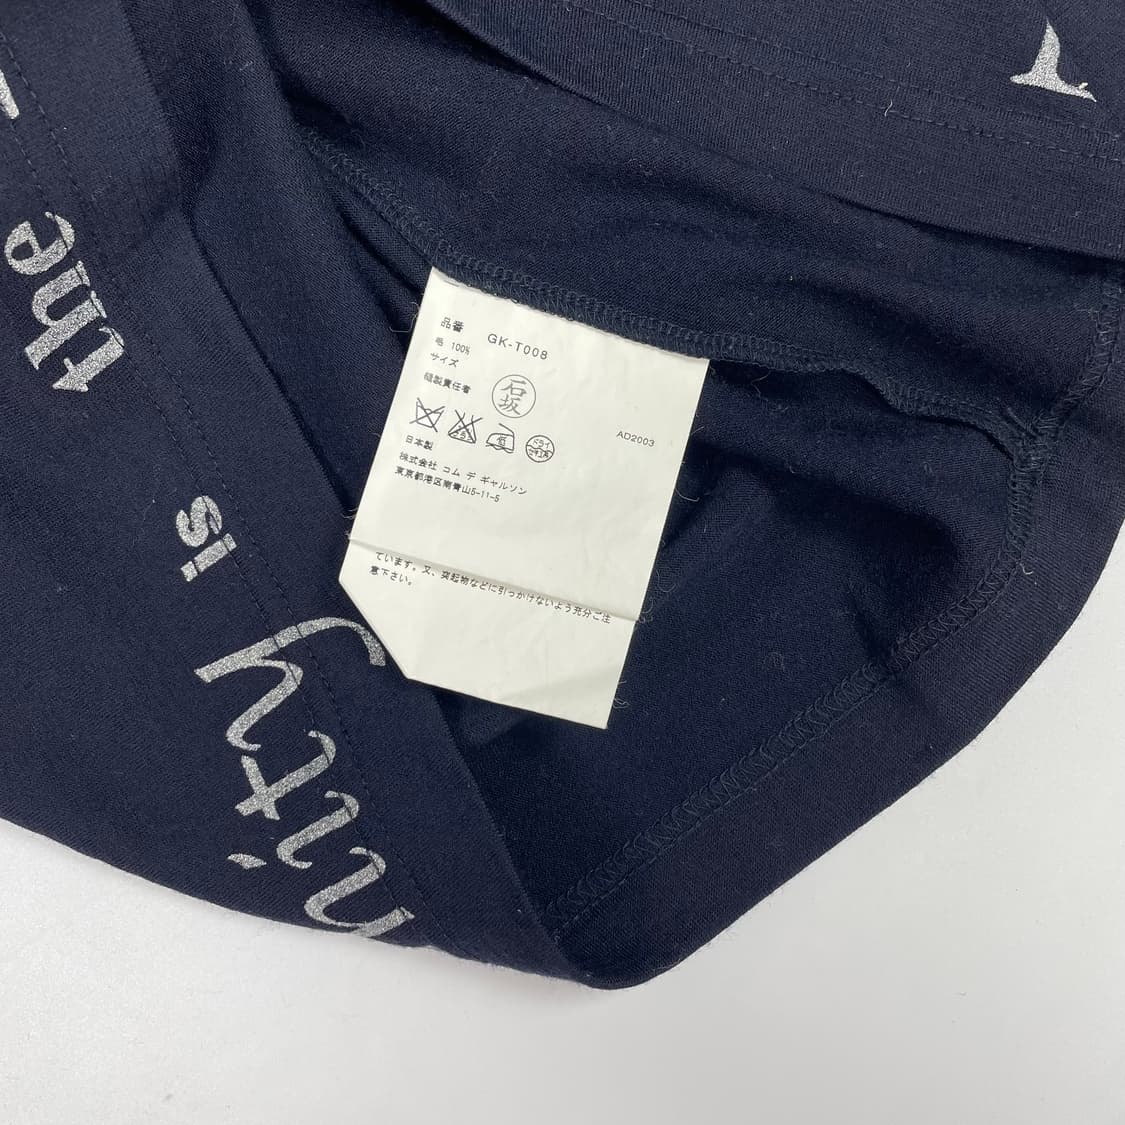 品番 GK-T008
毛 100%
サイズ
縫製責任者 石坂
AD2003
日本製
株式会社 コム デ ギャルソン
東京都港区南青山5-11-5
ています。又、突起物などに引っかけないよう充分ご注
意下さい。
the
is
nity